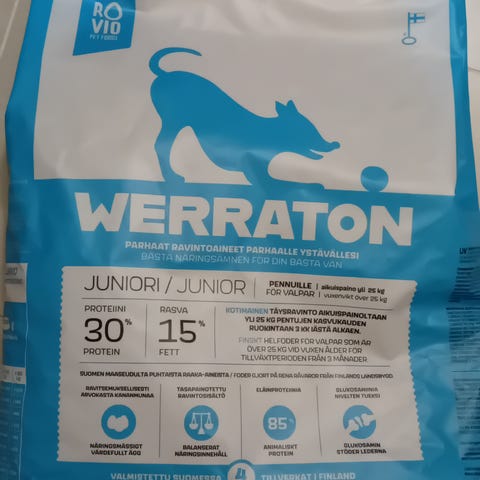 ROVIO
PET FOODS
WERRATON
PARHAAT RAVINTOAINEET PARHAALLE YSTÄVÄLLESI
BÄSTA NÄRINGSÄMNEN FÖR DIN BÄSTA VÄN
JUNIORI / JUNIOR
PENNUILLE
FÖR VALPAR
aikuispaino yli 25 kg
vuxenvikt över 25 kg
PROTEIINI
30%
PROTEIN
RASVA
15%
FETT
KOTIMAINEN TÄYSRAVINTO AIKUISPAINOLTAAN
YLI 25 KG PENTUJEN KASVUKAUDEN
RUOKINTAAN 3 KK IÄSTÄ ALKAEN.
FINSKT HELFODER FÖR VALPAR SOM ÄR
ÖVER 25 KG VID VUXEN ÅLDER FÖR
TILLVÄXTPERIODEN FRÅN 3 MÅNADER.
SUOMEN MAASEUDULTA PUHTAISTA RAAKA-AINEISTA / FODER GJORT PÅ RENA RÅVAROR FRÅN FINLANDS LANDSBYGD.
RAVITSEMUKSELLISESTI
ARVOKASTA KANANMUNAA
NÄRINGSMÄSSIGT
VÄRDEFULLT ÄGG
TASAPAINOTETTU
RAVINTOSISÄLTÖ
BALANSERAT
NÄRINGSINNEHÅLL
ELÄINPROTEIINIA
85%
ANIMALISKT
PROTEIN
GLUKOSAMIINIA
NIVELTEN TUEKSI
GLUKOSAMIN
STÖDER LEDERNA
VALMISTETTU SUOMESSA
TILLVERKAT I FINLAND